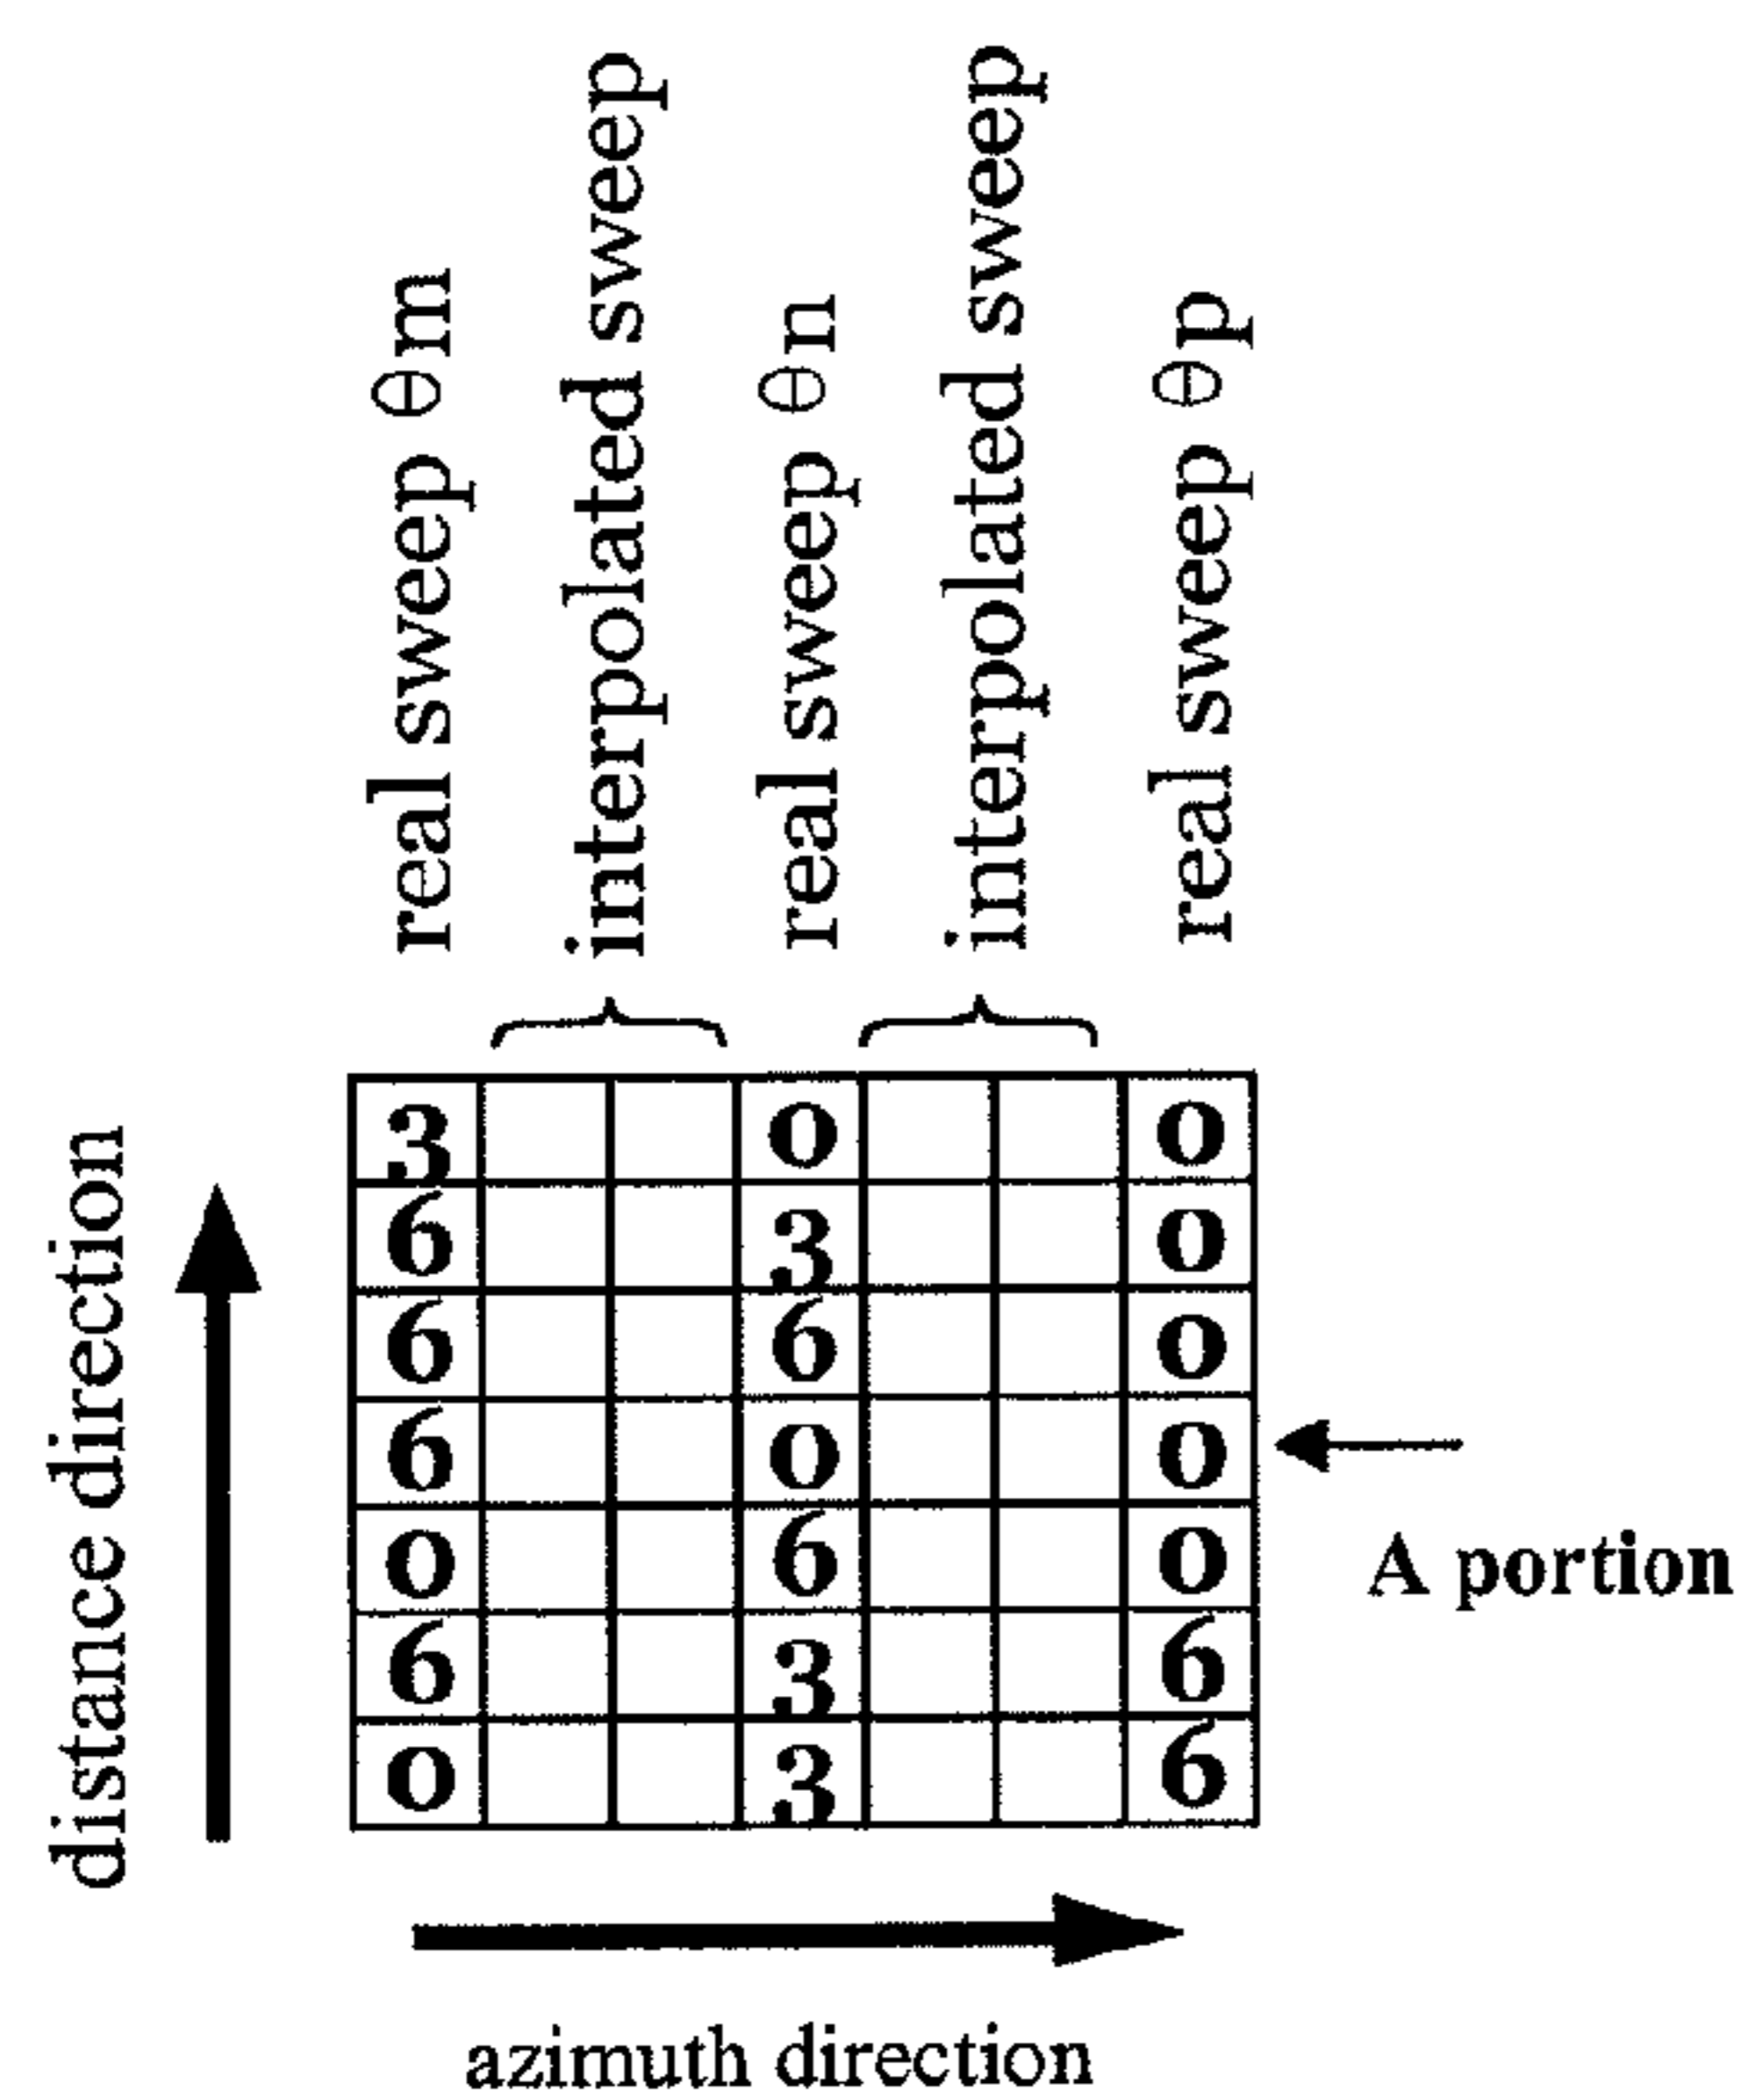 real sweep θm
interpolated sweep
real sweep θn
interpolated sweep
real sweep θp
distance direction
3 0 0
6 3 0
6 6 0
6 0 0
0 6 0
6 3 6
0 3 6
A portion
azimuth direction